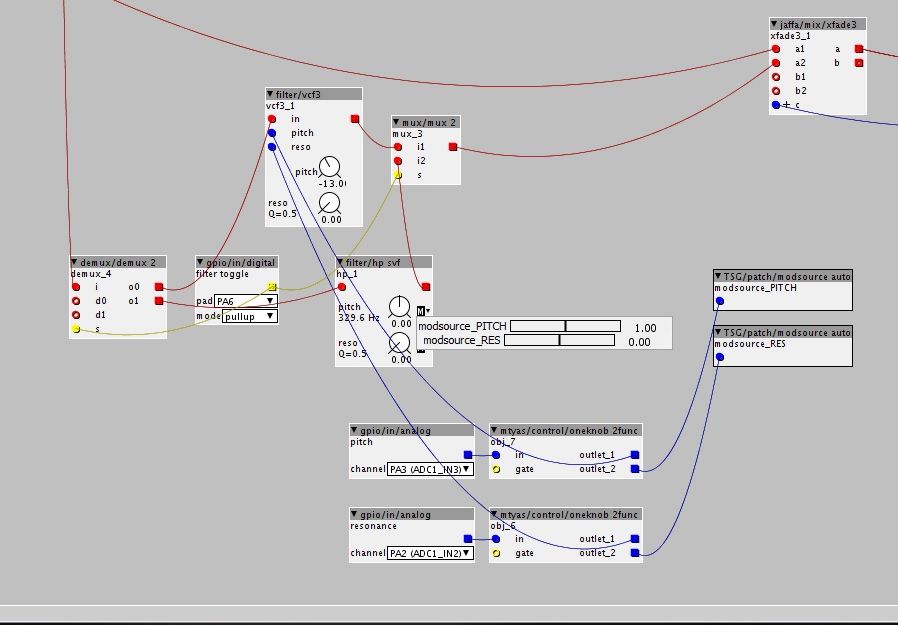 jaffa/mix/xfade3
xfade3_1
a1 a
a2 b
b1
b2
+ c
filter/vcf3
vcf3_1
in
pitch
reso
pitch
-13.0
reso
Q=0.5
0.00
mux/mux 2
mux_3
i1
i2
s
demux/demux 2
demux_4
i o0
d0 o1
d1
s
gpio/in/digital
filter toggle
pad PA6
mode pullup
filter/hp svf
hp_1
pitch
329.6 Hz
0.00
M
reso
Q=0.5
0.00
modsource_PITCH 1.00
modsource_RES 0.00
TSG/patch/modsource auto
modsource_PITCH
TSG/patch/modsource auto
modsource_RES
gpio/in/analog
pitch
channel PA3 (ADC1_IN3)
mtyas/control/oneknob 2func
obj_7
in outlet_1
gate outlet_2
gpio/in/analog
resonance
channel PA2 (ADC1_IN2)
mtyas/control/oneknob 2func
obj_6
in outlet_1
gate outlet_2